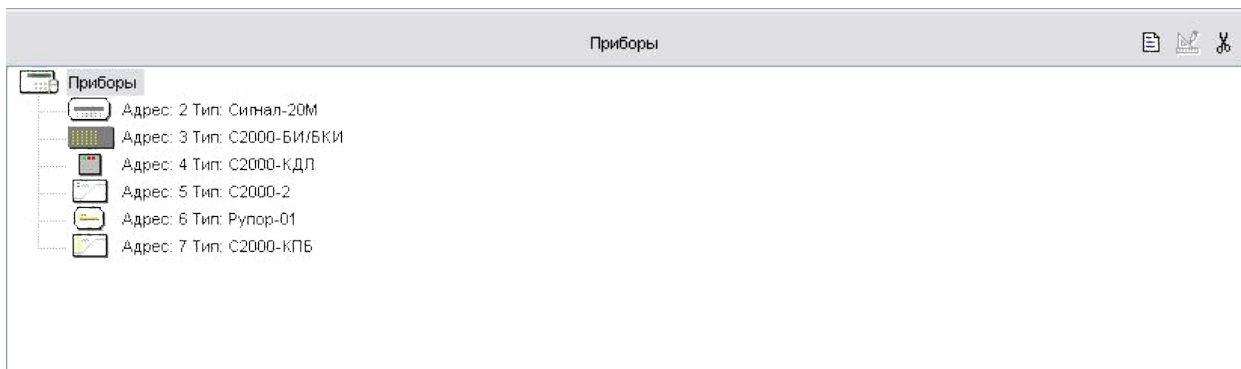 Приборы
Приборы
Адрес: 2 Тип: Сигнал-20М
Адрес: 3 Тип: С2000-БИ/БКИ
Адрес: 4 Тип: С2000-КДЛ
Адрес: 5 Тип: С2000-2
Адрес: 6 Тип: Рупор-01
Адрес: 7 Тип: С2000-КПБ